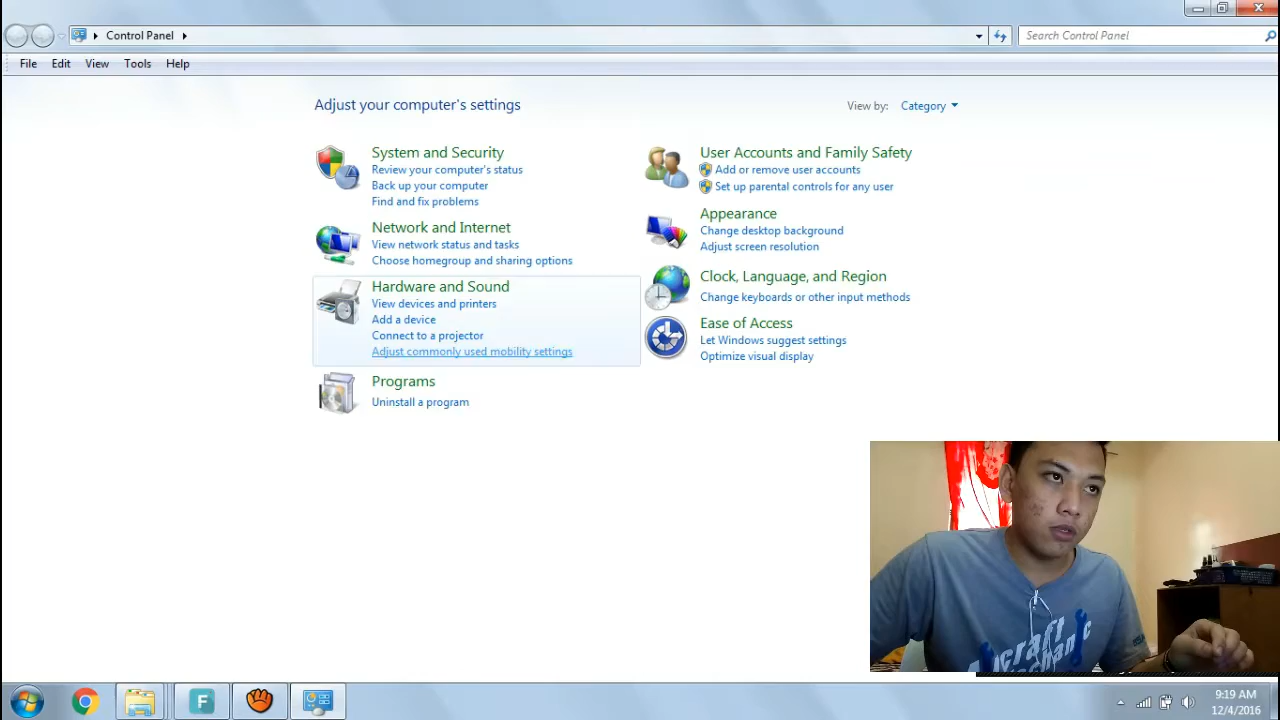 Control Panel
Search Control Panel
File Edit View Tools Help
Adjust your computer's settings
View by: Category
System and Security
Review your computer's status
Back up your computer
Find and fix problems
Network and Internet
View network status and tasks
Choose homegroup and sharing options
Hardware and Sound
View devices and printers
Add a device
Connect to a projector
Adjust commonly used mobility settings
Programs
Uninstall a program
User Accounts and Family Safety
Add or remove user accounts
Set up parental controls for any user
Appearance
Change desktop background
Adjust screen resolution
Clock, Language, and Region
Change keyboards or other input methods
Ease of Access
Let Windows suggest settings
Optimize visual display
F
9:19 AM
12/4/2016